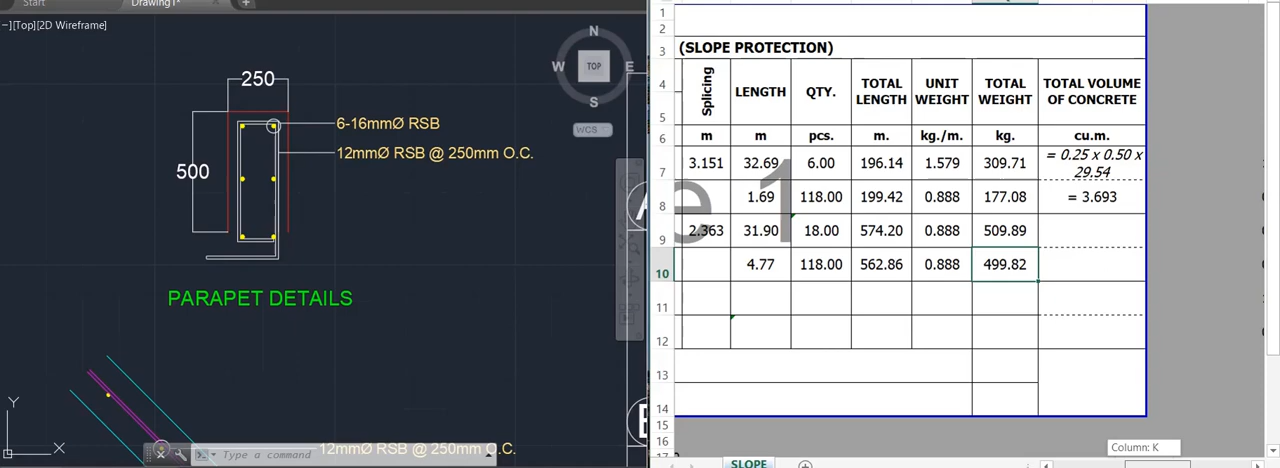 Start
Drawing1*
−][Top][2D Wireframe]
250
N
W
TOP
E
S
WCS
6-16mmØ RSB
12mmØ RSB @ 250mm O.C.
500
PARAPET DETAILS
12mmØ RSB @ 250mm O.C.
Type a command
Y
X
1
2
3
(SLOPE PROTECTION)
4
5
Splicing
LENGTH
QTY.
TOTAL LENGTH
UNIT WEIGHT
TOTAL WEIGHT
TOTAL VOLUME OF CONCRETE
6
m
m
pcs.
m.
kg./m.
kg.
cu.m.
7
3.151
32.69
6.00
196.14
1.579
309.71
= 0.25 x 0.50 x 29.54
8
1.69
118.00
199.42
0.888
177.08
= 3.693
9
2.363
31.90
18.00
574.20
0.888
509.89
10
4.77
118.00
562.86
0.888
499.82
11
12
13
14
15
16
17
e 1
Column: K
SLOPE